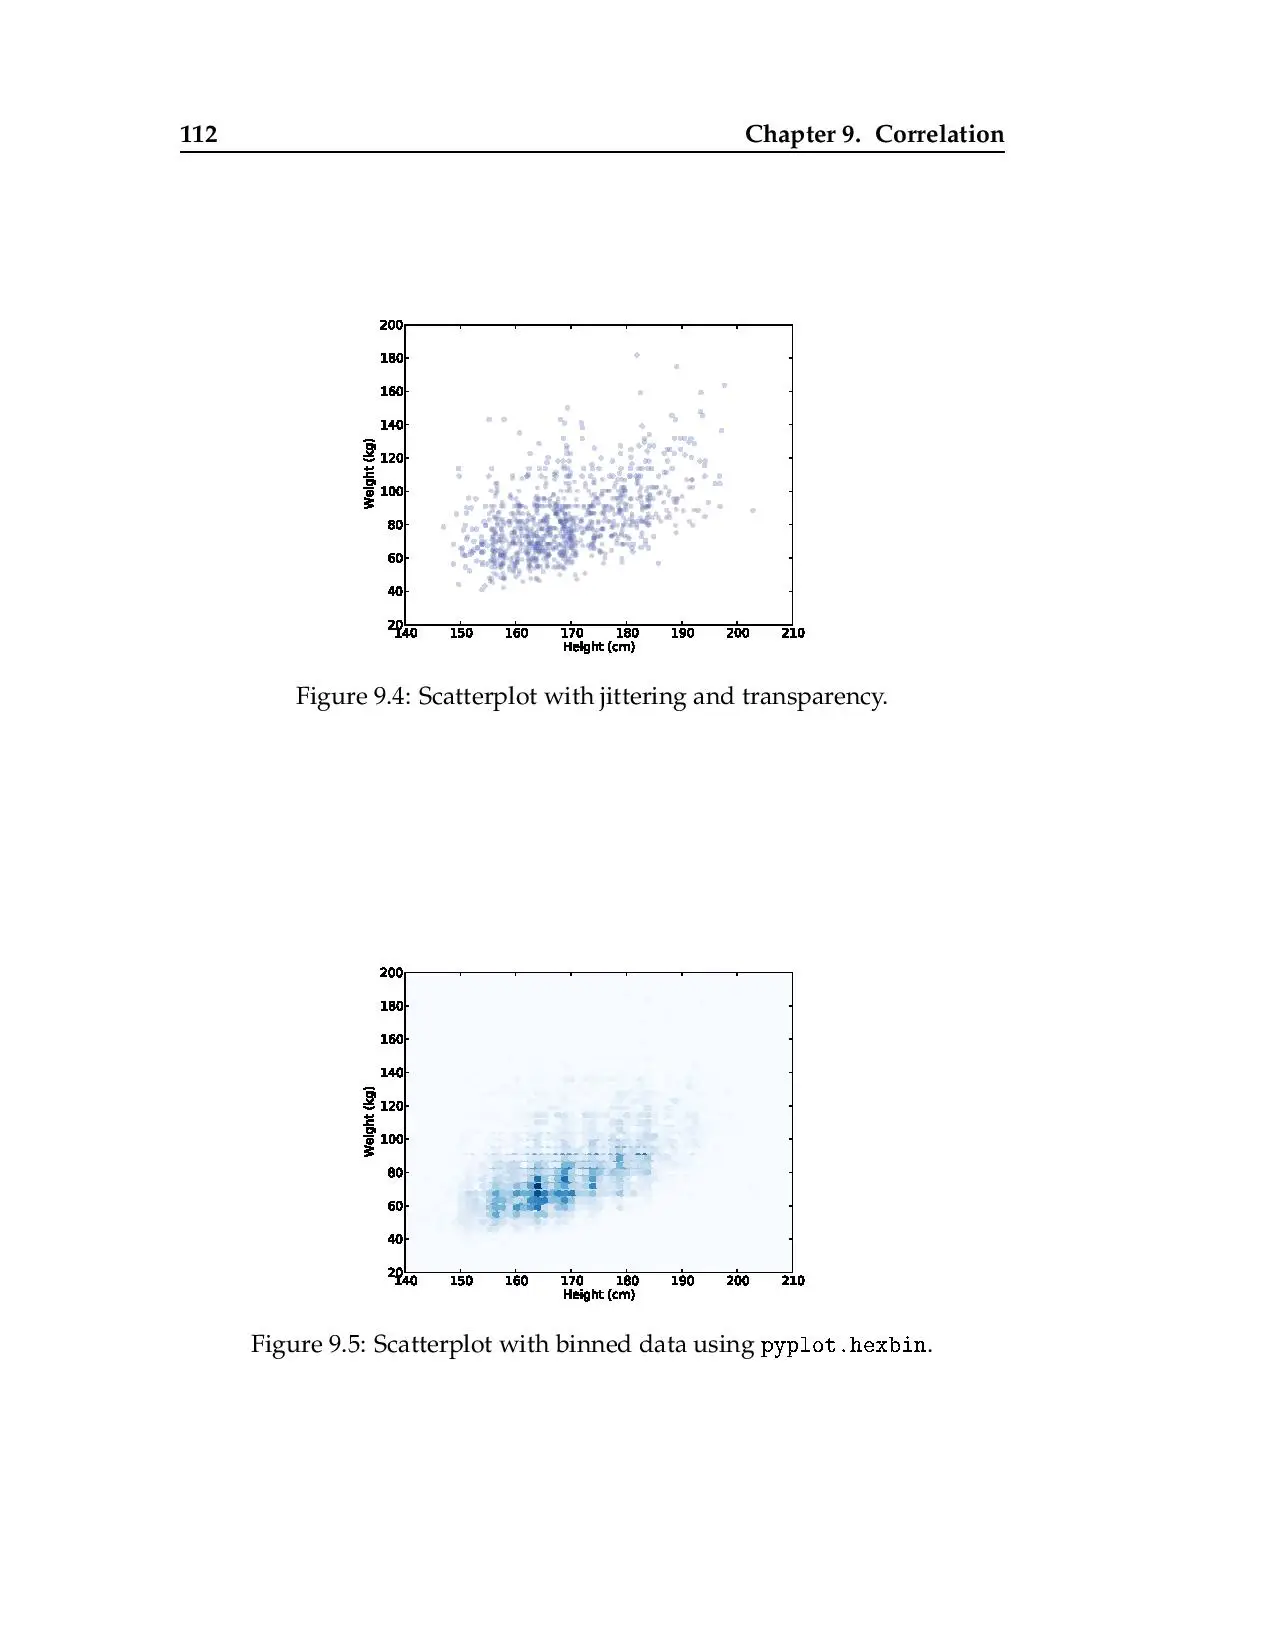 112 Chapter 9. Correlation
200
180
160
140
120
100
80
60
40
20
Weight (kg)
140 150 160 170 180 190 200 210
Height (cm)
Figure 9.4: Scatterplot with jittering and transparency.
200
180
160
140
120
100
80
60
40
20
Weight (kg)
140 150 160 170 180 190 200 210
Height (cm)
Figure 9.5: Scatterplot with binned data using pyplot.hexbin.